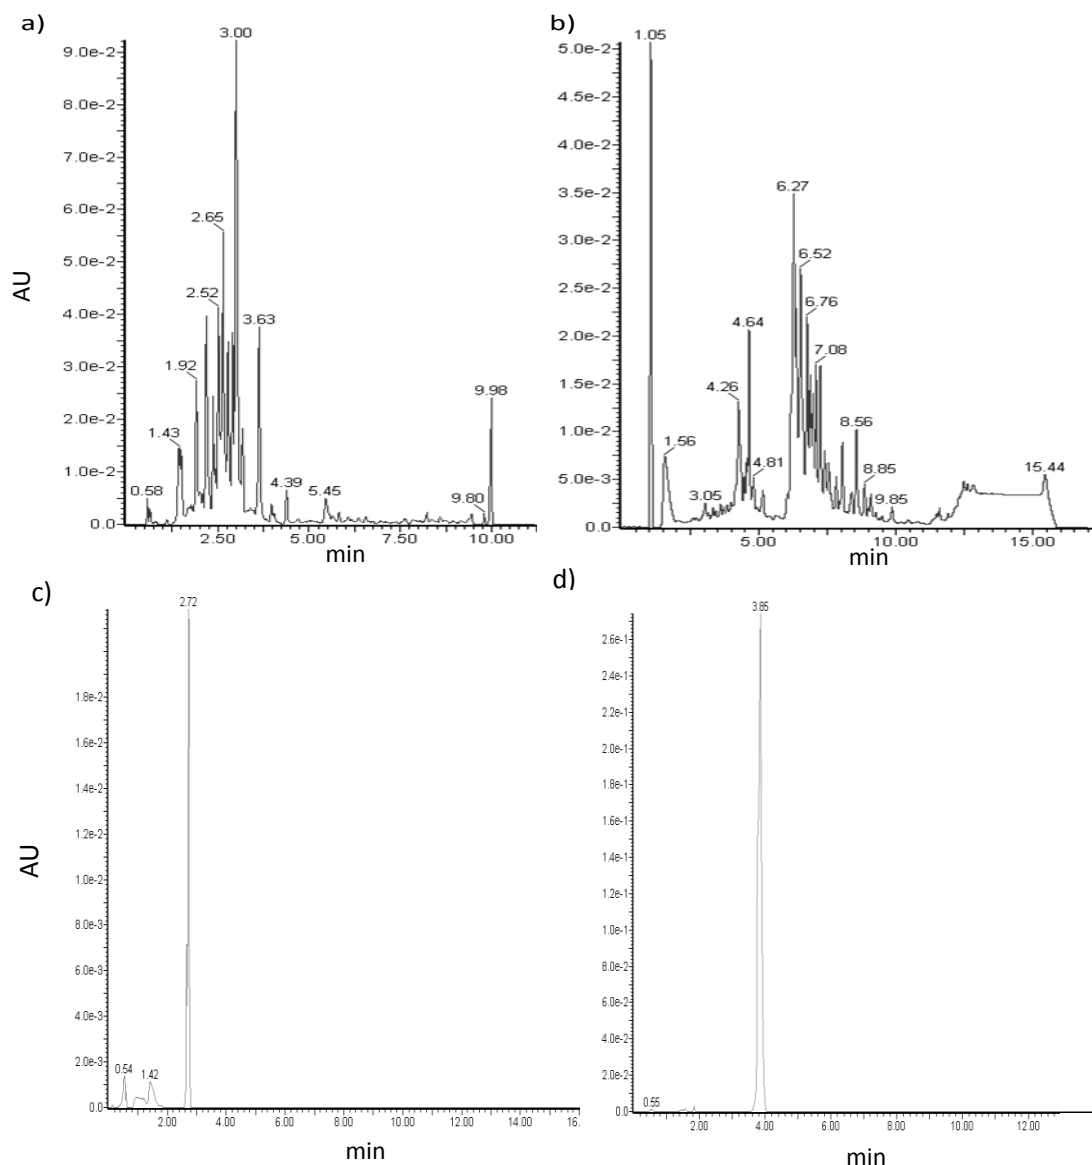 a)
3.00
9.0e-2
8.0e-2
7.0e-2
6.0e-2
5.0e-2
4.0e-2
3.0e-2
2.0e-2
1.0e-2
0.0
AU
0.58
1.43
1.92
2.52
2.65
3.63
4.39
5.45
9.80
9.98
2.50
5.00
7.50
10.00
min
b)
1.05
5.0e-2
4.5e-2
4.0e-2
3.5e-2
3.0e-2
2.5e-2
2.0e-2
1.5e-2
1.0e-2
5.0e-3
0.0
1.56
3.05
4.26
4.64
4.81
6.27
6.52
6.76
7.08
8.56
8.85
9.85
15.44
5.00
10.00
15.00
min
c)
2.72
1.8e-2
1.6e-2
1.4e-2
1.2e-2
1.0e-2
8.0e-3
6.0e-3
4.0e-3
2.0e-3
0.0
AU
0.54
1.42
2.00
4.00
6.00
8.00
10.00
12.00
14.00
16.
min
d)
3.85
2.6e-1
2.4e-1
2.2e-1
2.0e-1
1.8e-1
1.6e-1
1.4e-1
1.2e-1
1.0e-1
8.0e-2
6.0e-2
4.0e-2
2.0e-2
0.0
0.55
2.00
4.00
6.00
8.00
10.00
12.00
min